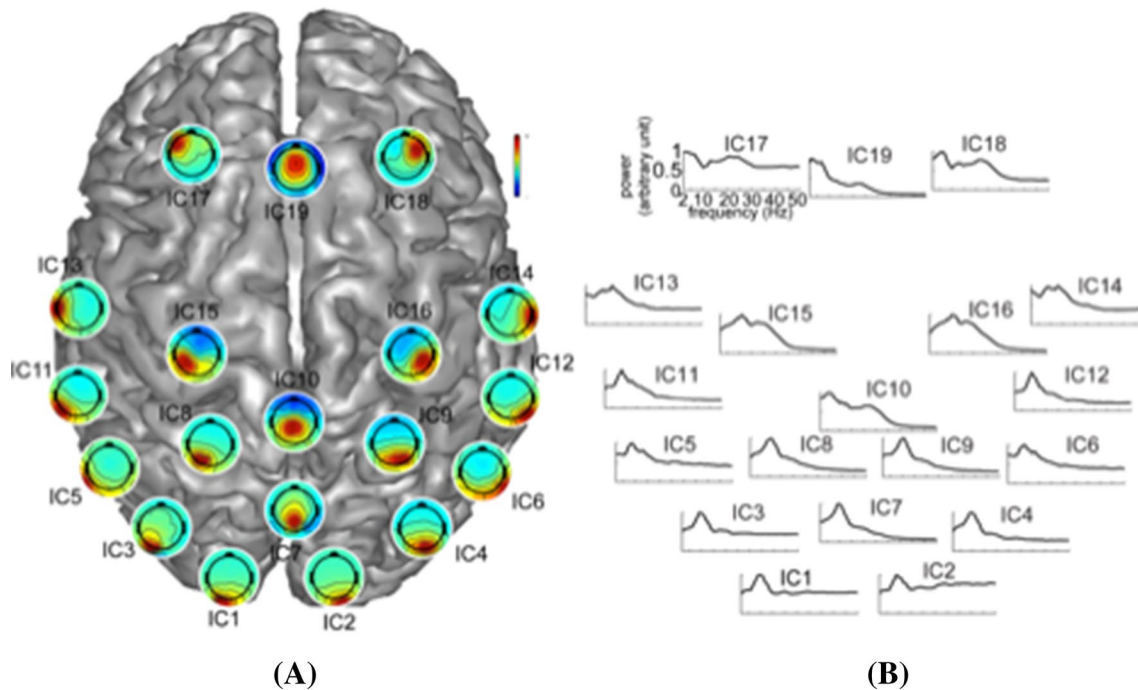 IC17
IC19
IC18
IC13
IC14
IC15
IC16
IC11
IC12
IC10
IC8
IC9
IC5
IC6
IC3
IC7
IC4
IC1
IC2
(A)
power
(arbitrary unit)
1
0.5
0
2 10 20 30 40 50
frequency (Hz)
IC17
IC19
IC18
IC13
IC14
IC15
IC16
IC11
IC12
IC10
IC5
IC8
IC9
IC6
IC3
IC7
IC4
IC1
IC2
(B)